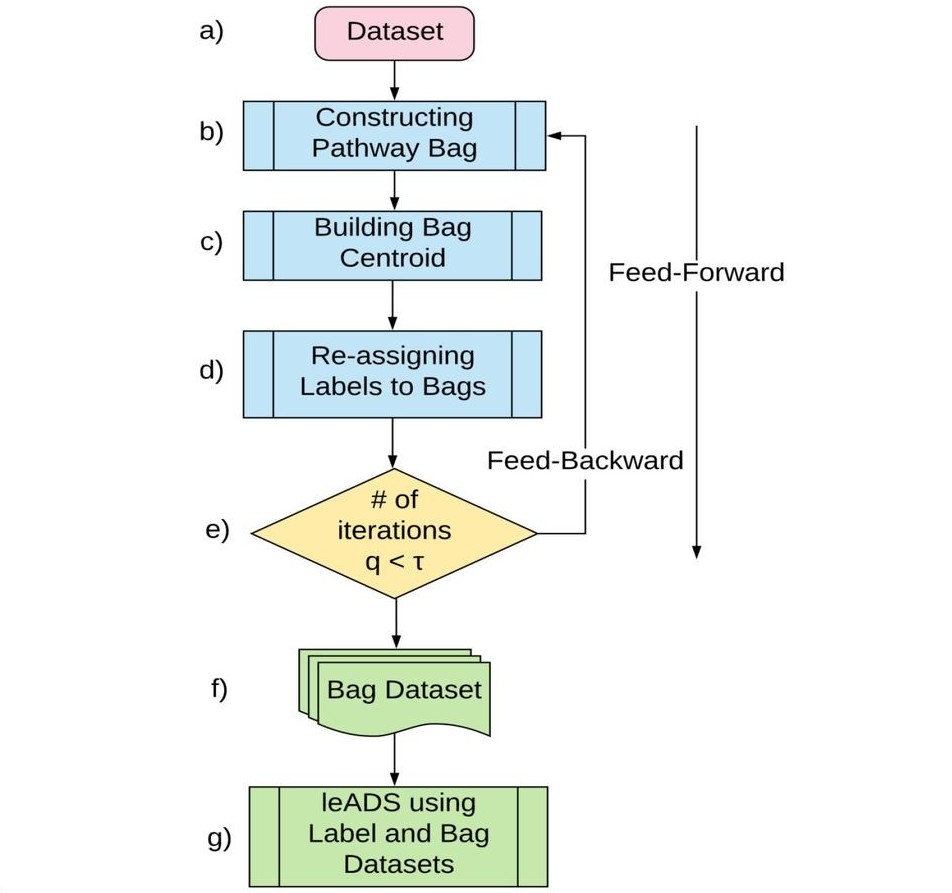 a)
Dataset
b)
Constructing
Pathway Bag
c)
Building Bag
Centroid
Feed-Forward
d)
Re-assigning
Labels to Bags
Feed-Backward
e)
# of
iterations
q < τ
f)
Bag Dataset
g)
leADS using
Label and Bag
Datasets